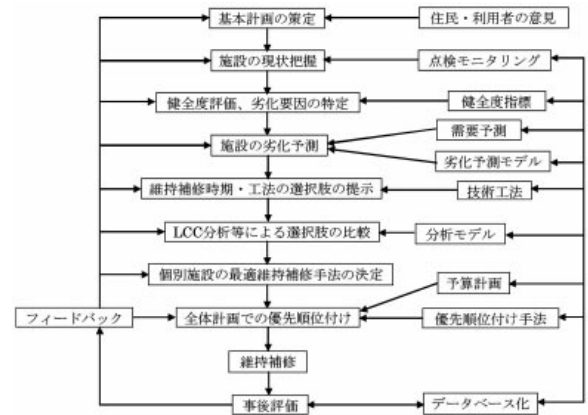 基本計画の策定
住民・利用者の意見
施設の現状把握
点検モニタリング
健全度評価、劣化要因の特定
健全度指標
需要予測
施設の劣化予測
劣化予測モデル
維持補修時期・工法の選択肢の提示
技術工法
LCC分析等による選択肢の比較
分析モデル
個別施設の最適維持補修手法の決定
予算計画
フィードバック
全体計画での優先順位付け
優先順位付け手法
維持補修
事後評価
データベース化